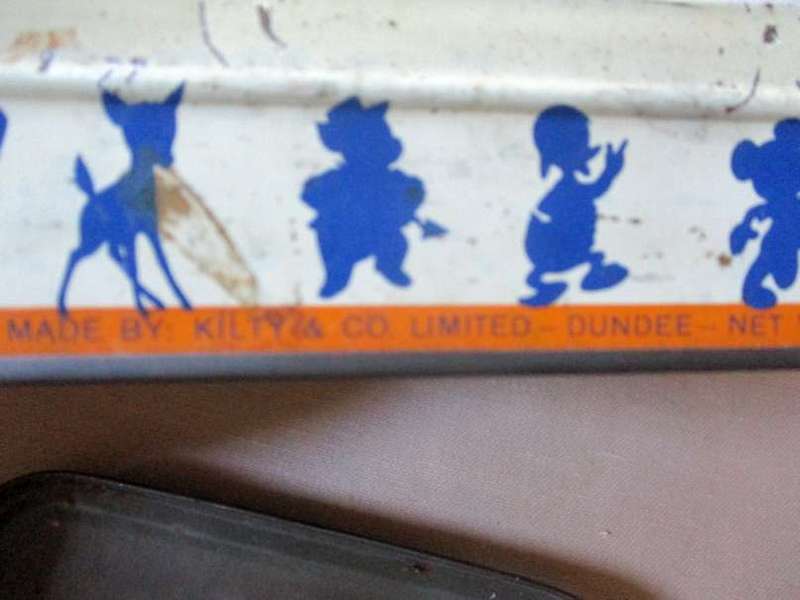 MADE BY: KILTY & CO. LIMITED - DUNDEE - NET